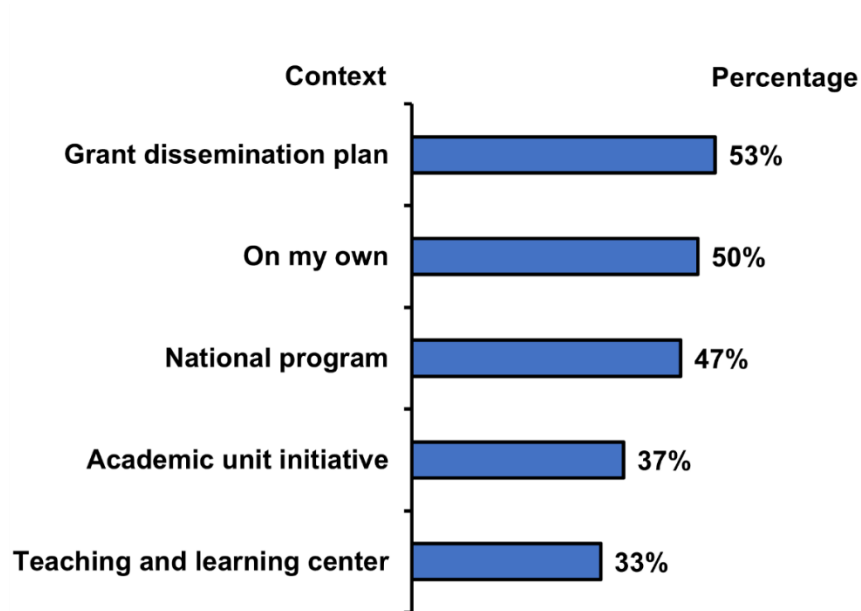 Context Percentage
Grant dissemination plan 53%
On my own 50%
National program 47%
Academic unit initiative 37%
Teaching and learning center 33%